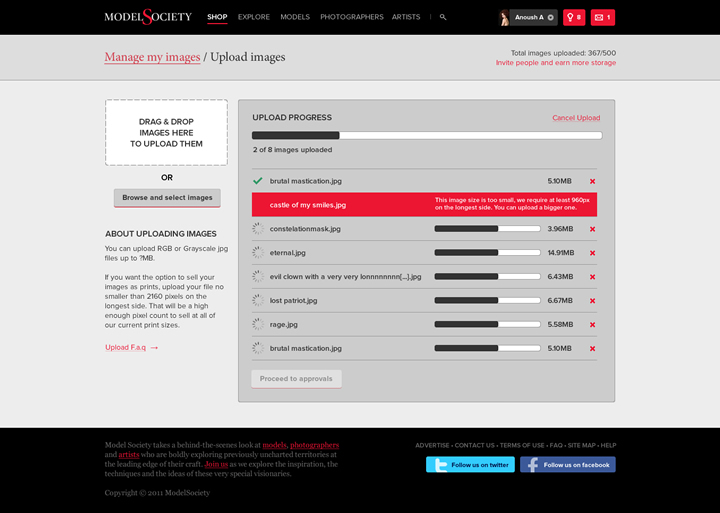 MODELSOCIETY SHOP EXPLORE MODELS PHOTOGRAPHERS ARTISTS Anoush A 8 1
Manage my images / Upload images
Total images uploaded: 367/500
Invite people and earn more storage
DRAG & DROP
IMAGES HERE
TO UPLOAD THEM
OR
Browse and select images
ABOUT UPLOADING IMAGES
You can upload RGB or Grayscale jpg
files up to ?MB.
If you want the option to sell your
images as prints, upload your file no
smaller than 2160 pixels on the
longest side. That will be a high
enough pixel count to sell at all of
our current print sizes.
Upload F.a.q →
UPLOAD PROGRESS Cancel Upload
2 of 8 images uploaded
brutal mastication.jpg 5.10MB
castle of my smiles.jpg
This image size is too small, we require at least 960px
on the longest side. You can upload a bigger one.
constelationmask.jpg 3.96MB
eternal.jpg 14.91MB
evil clown with a very very lonnnnnnnn[...].jpg 6.43MB
lost patriot.jpg 6.67MB
rage.jpg 5.58MB
brutal mastication.jpg 5.10MB
Proceed to approvals
Model Society takes a behind-the-scenes look at models, photographers
and artists who are boldly exploring previously uncharted territories at
the leading edge of their craft. Join us as we explore the inspiration, the
techniques and the ideas of these very special visionaries.
Copyright © 2011 ModelSociety
ADVERTISE • CONTACT US • TERMS OF USE • FAQ • SITE MAP • HELP
Follow us on twitter
Follow us on facebook